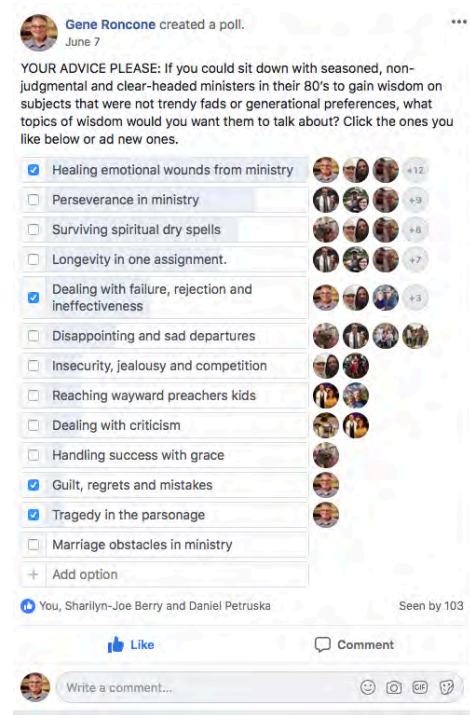 Gene Roncone created a poll.
June 7
YOUR ADVICE PLEASE: If you could sit down with seasoned, non-
judgmental and clear-headed ministers in their 80's to gain wisdom on
subjects that were not trendy fads or generational preferences, what
topics of wisdom would you want them to talk about? Click the ones you
like below or ad new ones.
Healing emotional wounds from ministry +12
Perseverance in ministry +9
Surviving spiritual dry spells +8
Longevity in one assignment. +7
Dealing with failure, rejection and
ineffectiveness +3
Disappointing and sad departures
Insecurity, jealousy and competition
Reaching wayward preachers kids
Dealing with criticism
Handling success with grace
Guilt, regrets and mistakes
Tragedy in the parsonage
Marriage obstacles in ministry
+ Add option
You, Sharilyn-Joe Berry and Daniel Petruska Seen by 103
Like Comment
Write a comment... GIF